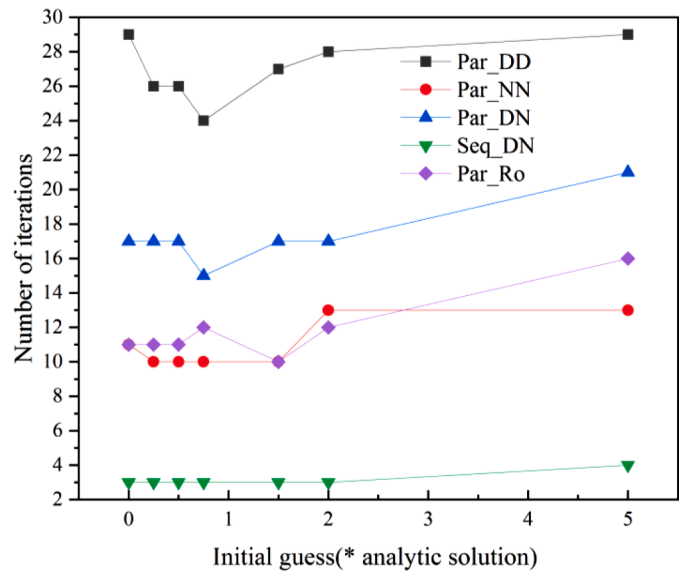 30
28
26
24
22
20
18
16
14
12
10
8
6
4
2
Number of iterations
Par_DD
Par_NN
Par_DN
Seq_DN
Par_Ro
0 1 2 3 4 5
Initial guess(* analytic solution)